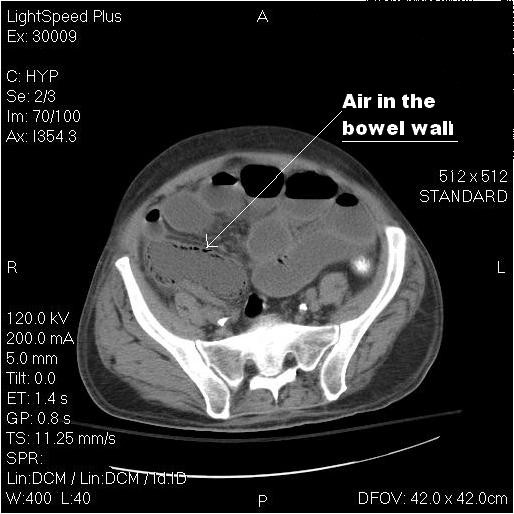 LightSpeed Plus
Ex: 30009
A
C: HYP
Se: 2/3
Im: 70/100
Ax: I354.3
Air in the
bowel wall
512 x 512
STANDARD
R
L
120.0 kV
200.0 mA
5.0 mm
Tilt: 0.0
ET: 1.4 s
GP: 0.8 s
TS: 11.25 mm/s
SPR:
Lin:DCM / Lin:DCM / Id:ID
W:400 L:40
P
DFOV: 42.0 x 42.0cm